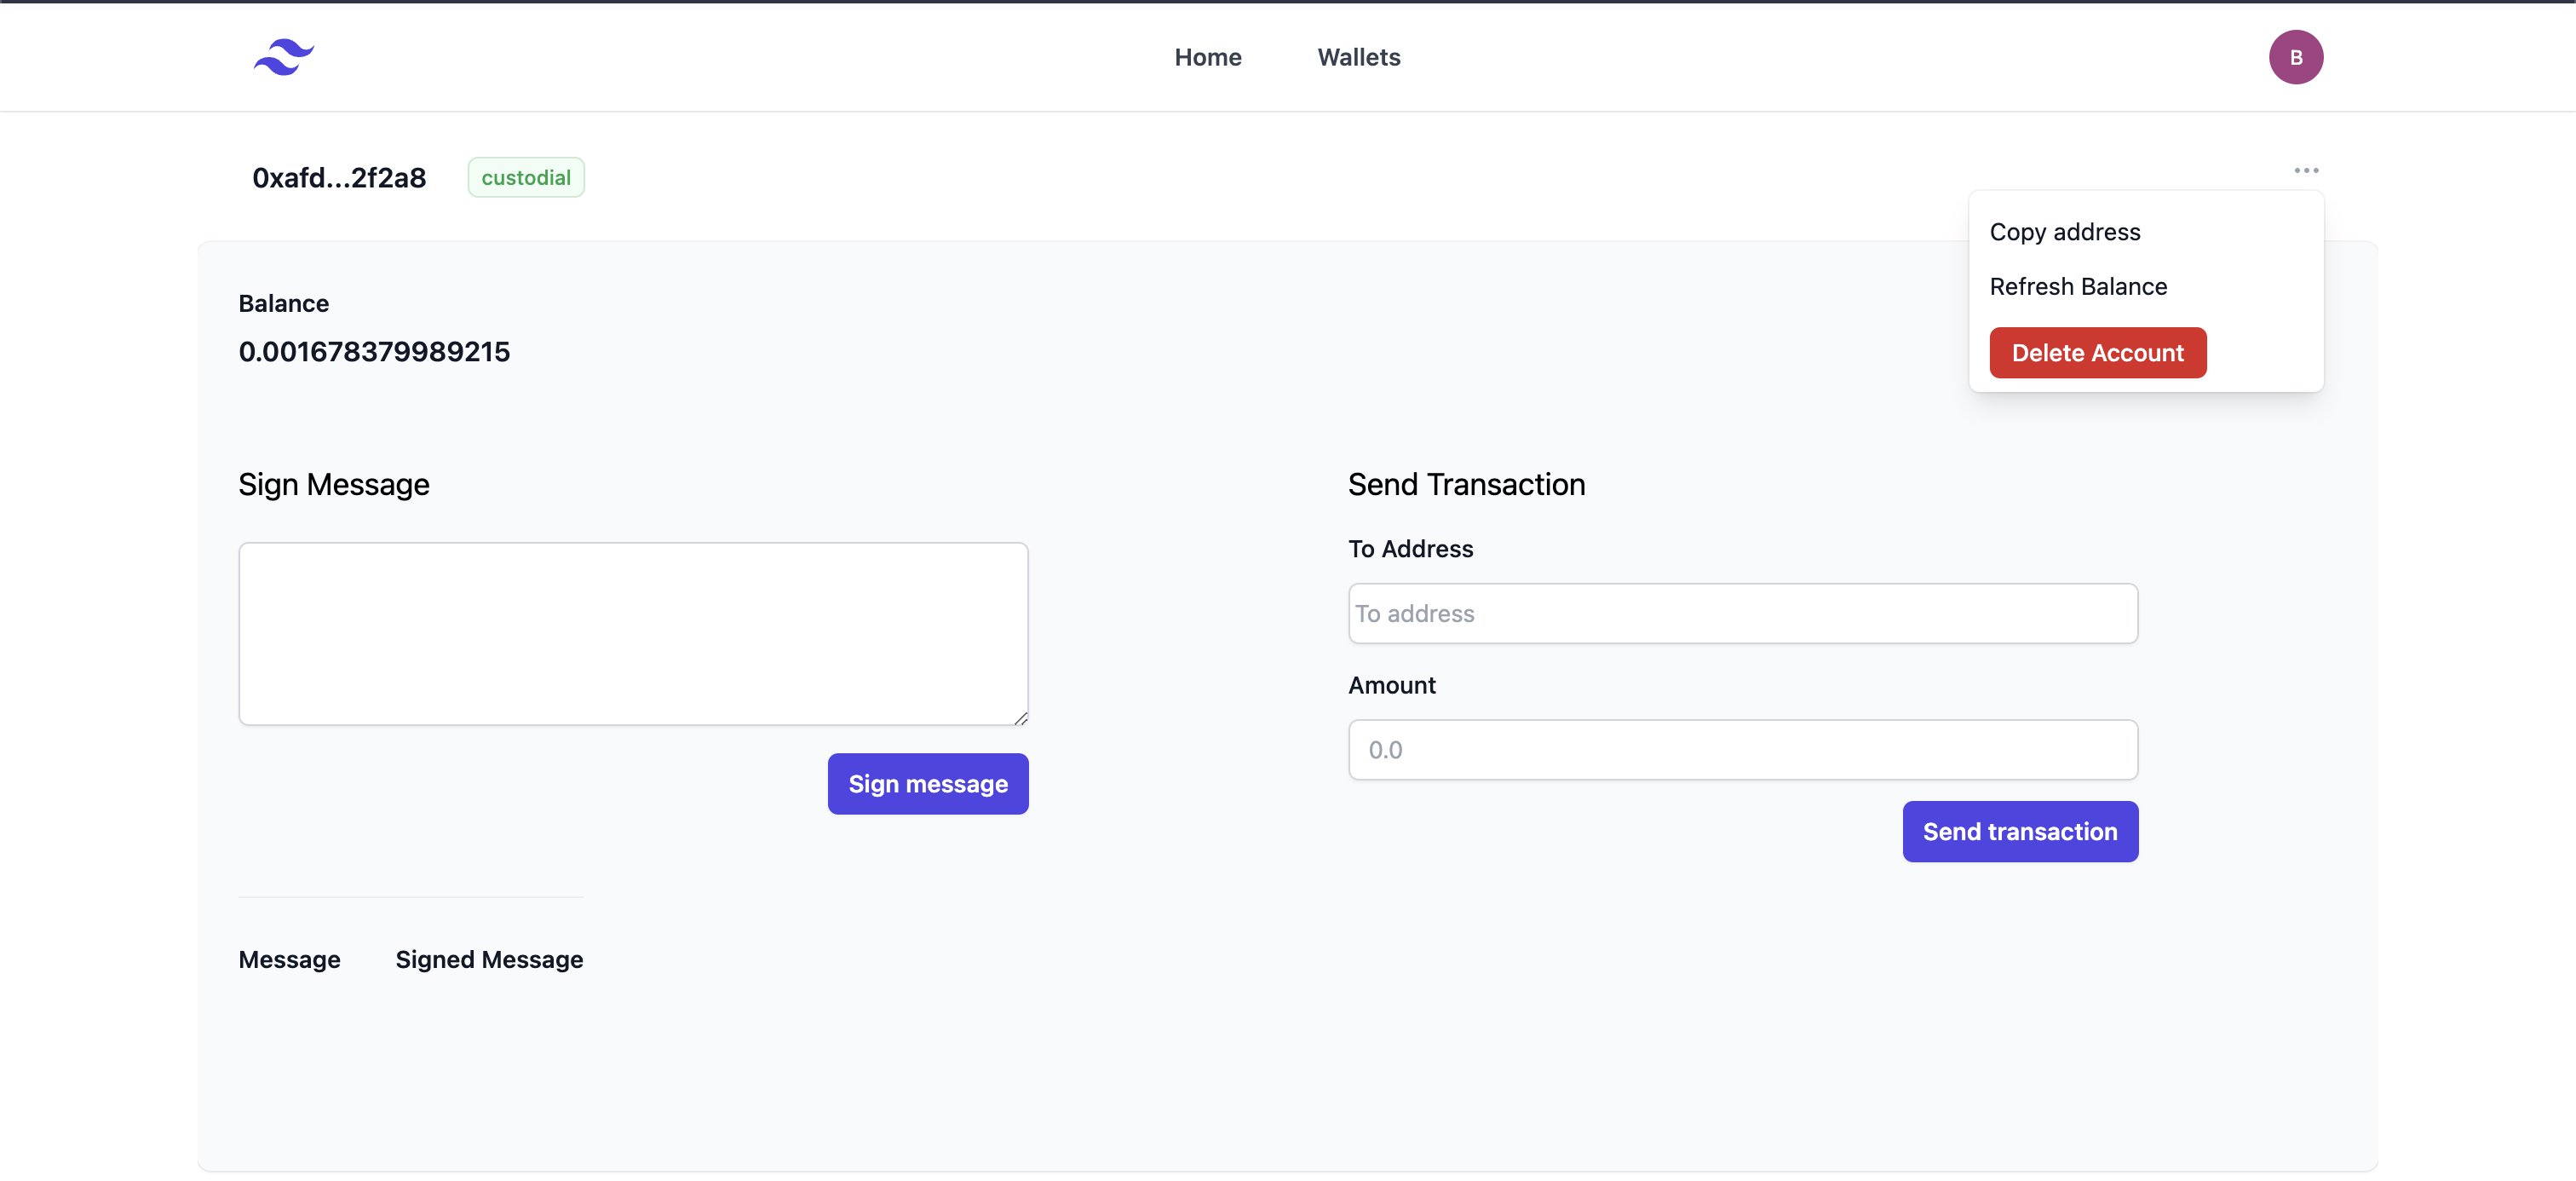 Home
Wallets
B
0xafd...2f2a8
custodial
Copy address
Refresh Balance
Delete Account
Balance
0.001678379989215
Sign Message
Sign message
Send Transaction
To Address
To address
Amount
0.0
Send transaction
Message
Signed Message